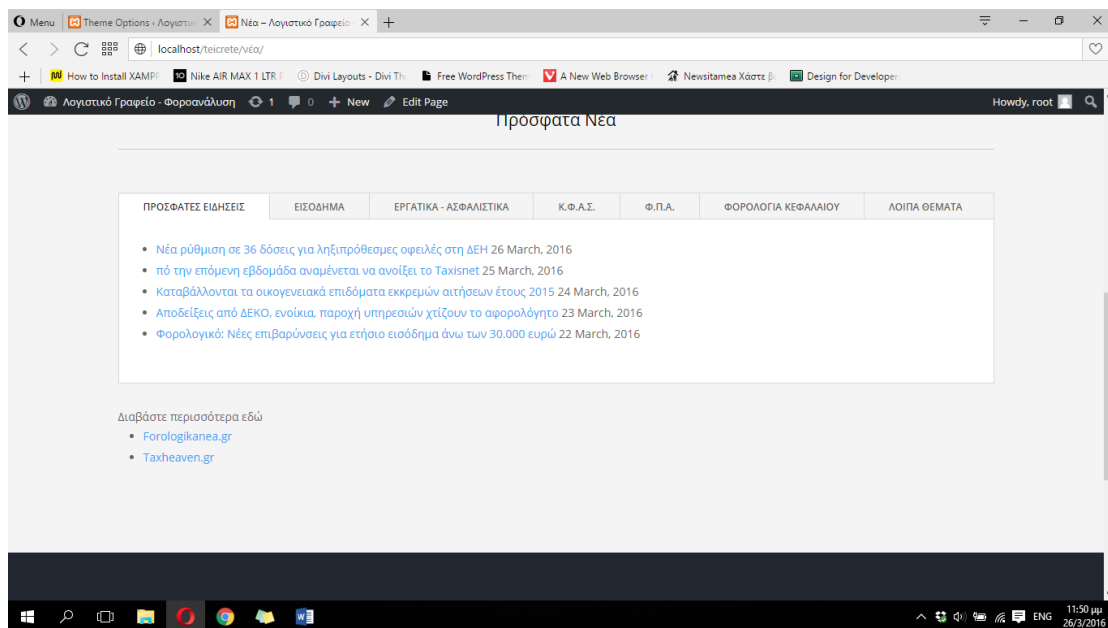 Menu Theme Options ‹ Λογιστικ Νέα – Λογιστικό Γραφείο -
localhost/teicrete/νέα/
How to Install XAMPP Nike AIR MAX 1 LTR Divi Layouts - Divi The Free WordPress Them A New Web Browser Newsitamea Χάστε β Design for Developer
Λογιστικό Γραφείο - Φοροανάλυση 1 0 New Edit Page Howdy, root
Πρόσφατα Νέα
ΠΡΟΣΦΑΤΕΣ ΕΙΔΗΣΕΙΣ ΕΙΣΟΔΗΜΑ ΕΡΓΑΤΙΚΑ - ΑΣΦΑΛΙΣΤΙΚΑ Κ.Φ.Α.Σ. Φ.Π.Α. ΦΟΡΟΛΟΓΙΑ ΚΕΦΑΛΑΙΟΥ ΛΟΙΠΑ ΘΕΜΑΤΑ
Νέα ρύθμιση σε 36 δόσεις για ληξιπρόθεσμες οφειλές στη ΔΕΗ 26 March, 2016
πό την επόμενη εβδομάδα αναμένεται να ανοίξει το Taxisnet 25 March, 2016
Καταβάλλονται τα οικογενειακά επιδόματα εκκρεμών αιτήσεων έτους 2015 24 March, 2016
Αποδείξεις από ΔΕΚΟ, ενοίκια, παροχή υπηρεσιών χτίζουν το αφορολόγητο 23 March, 2016
Φορολογικό: Νέες επιβαρύνσεις για ετήσιο εισόδημα άνω των 30.000 ευρώ 22 March, 2016
Διαβάστε περισσότερα εδώ
Forologikanea.gr
Taxheaven.gr
ENG 11:50 μμ
26/3/2016